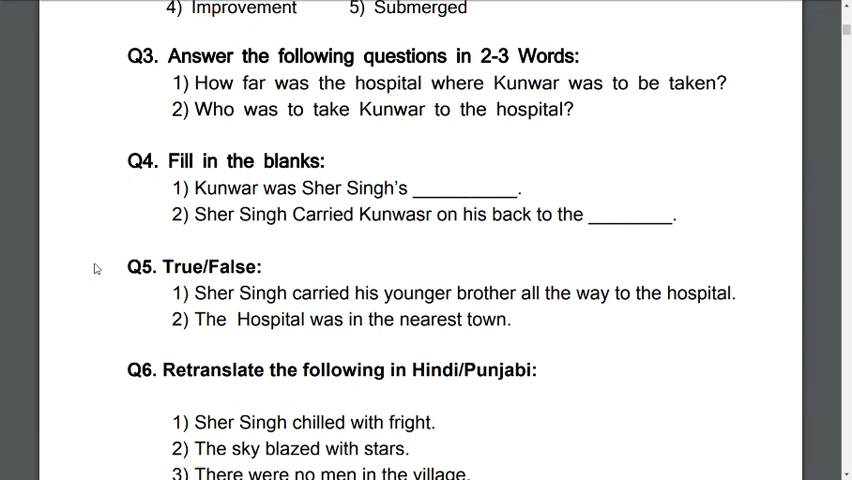 4) Improvement 5) Submerged
Q3. Answer the following questions in 2-3 Words:
1) How far was the hospital where Kunwar was to be taken?
2) Who was to take Kunwar to the hospital?
Q4. Fill in the blanks:
1) Kunwar was Sher Singh’s __________.
2) Sher Singh Carried Kunwasr on his back to the ________.
Q5. True/False:
1) Sher Singh carried his younger brother all the way to the hospital.
2) The Hospital was in the nearest town.
Q6. Retranslate the following in Hindi/Punjabi:
1) Sher Singh chilled with fright.
2) The sky blazed with stars.
3) There were no men in the village.